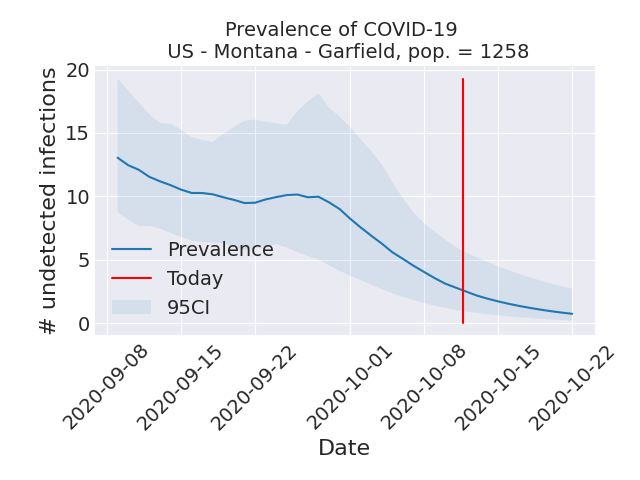 Prevalence of COVID-19
US - Montana - Garfield, pop. = 1258
# undetected infections
20
15
10
5
0
Prevalence
Today
95CI
2020-09-08
2020-09-15
2020-09-22
2020-10-01
2020-10-08
2020-10-15
2020-10-22
Date